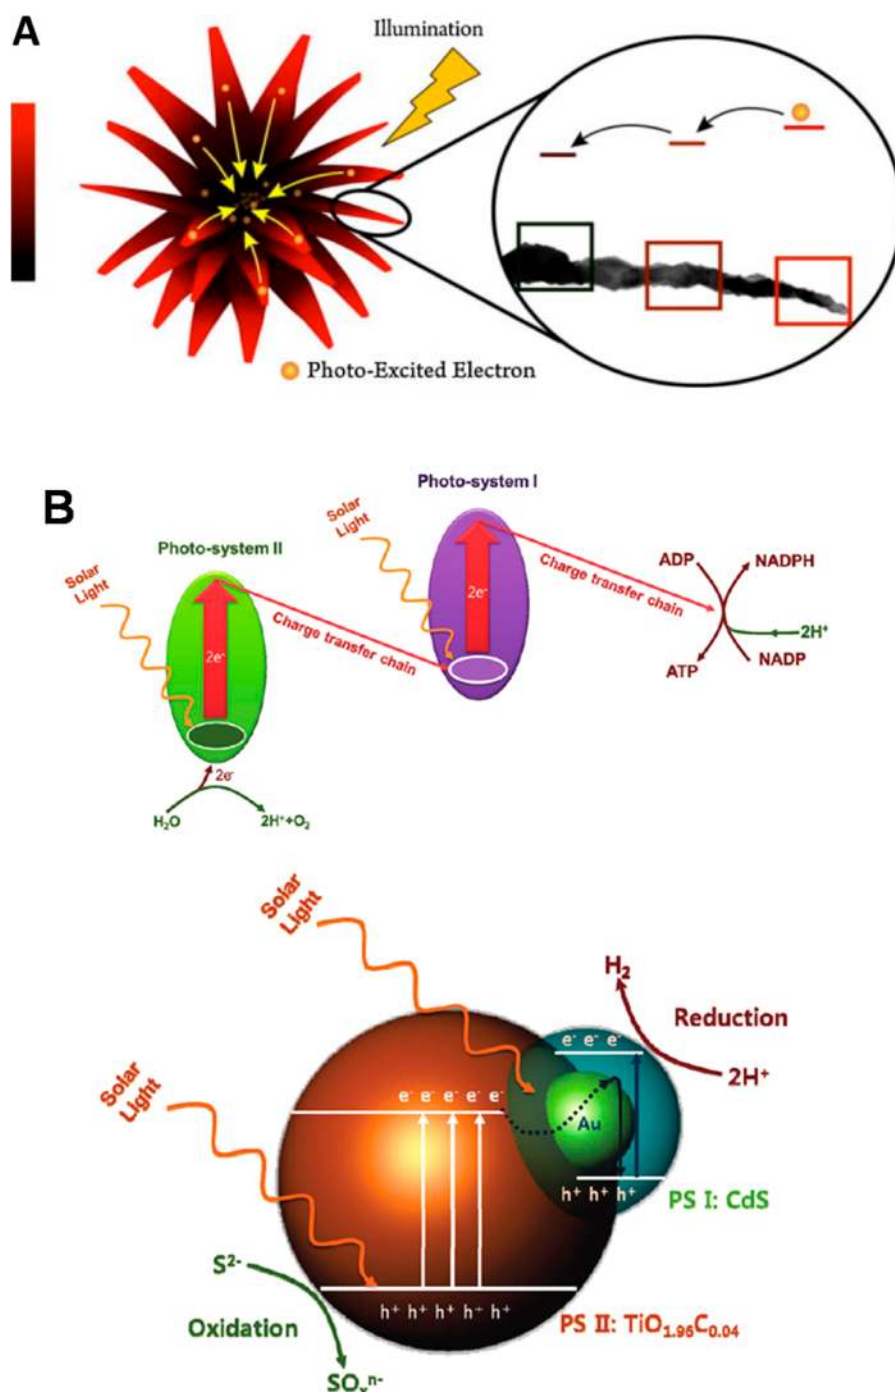 A
Illumination
Photo-Excited Electron
B
Photo-system I
Solar
Light
Photo-system II
Solar
Light
2e⁻
Charge transfer chain
ADP
NADPH
2e⁻
Charge transfer chain
2H⁺
ATP
NADP
2e⁻
H₂O
2H⁺+O₂
Solar
Light
H₂
Reduction
e⁻ e⁻ e⁻
2H⁺
Solar
Light
e⁻ e⁻ e⁻ e⁻ e⁻
Au
h⁺ h⁺ h⁺
PS I: CdS
S²⁻
h⁺ h⁺ h⁺ h⁺ h⁺
Oxidation
PS II: TiO₁.₉₆C₀.₀₄
SOₓⁿ⁻